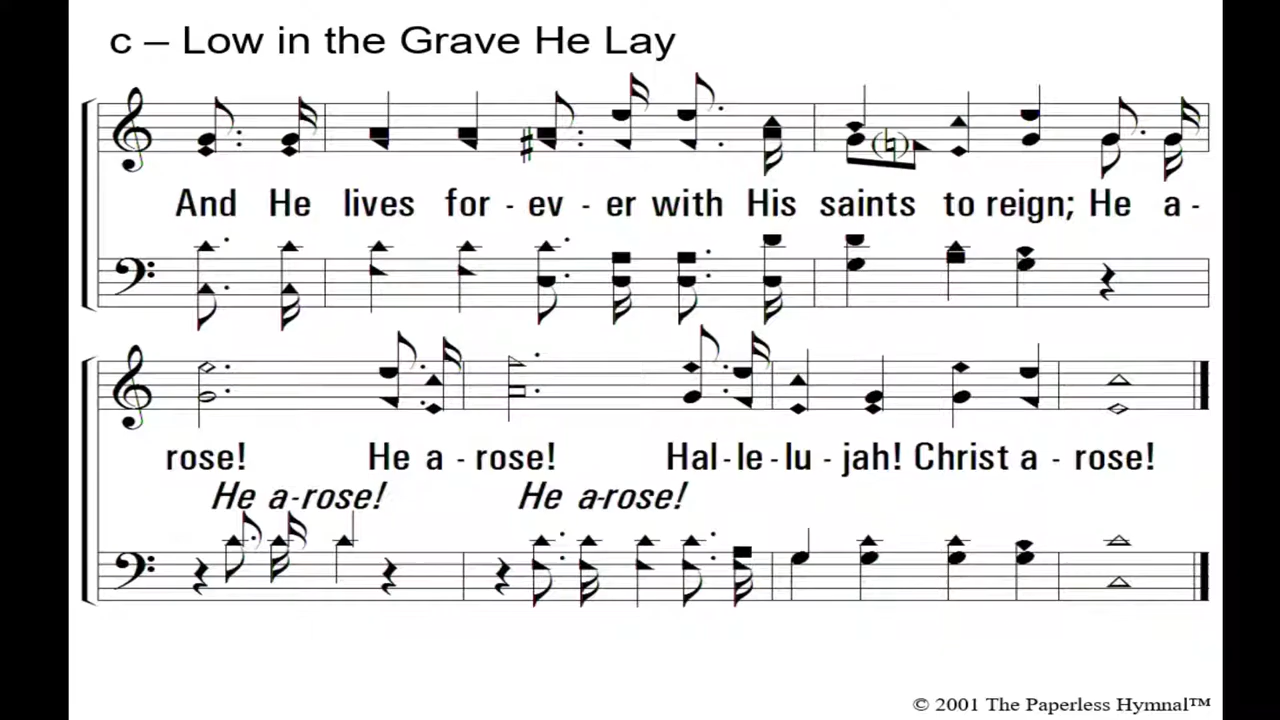 c – Low in the Grave He Lay
And He lives for - ev - er with His saints to reign; He a -
rose! He a - rose! Hal - le - lu - jah! Christ a - rose!
He a - rose! He a - rose!
© 2001 The Paperless Hymnal™